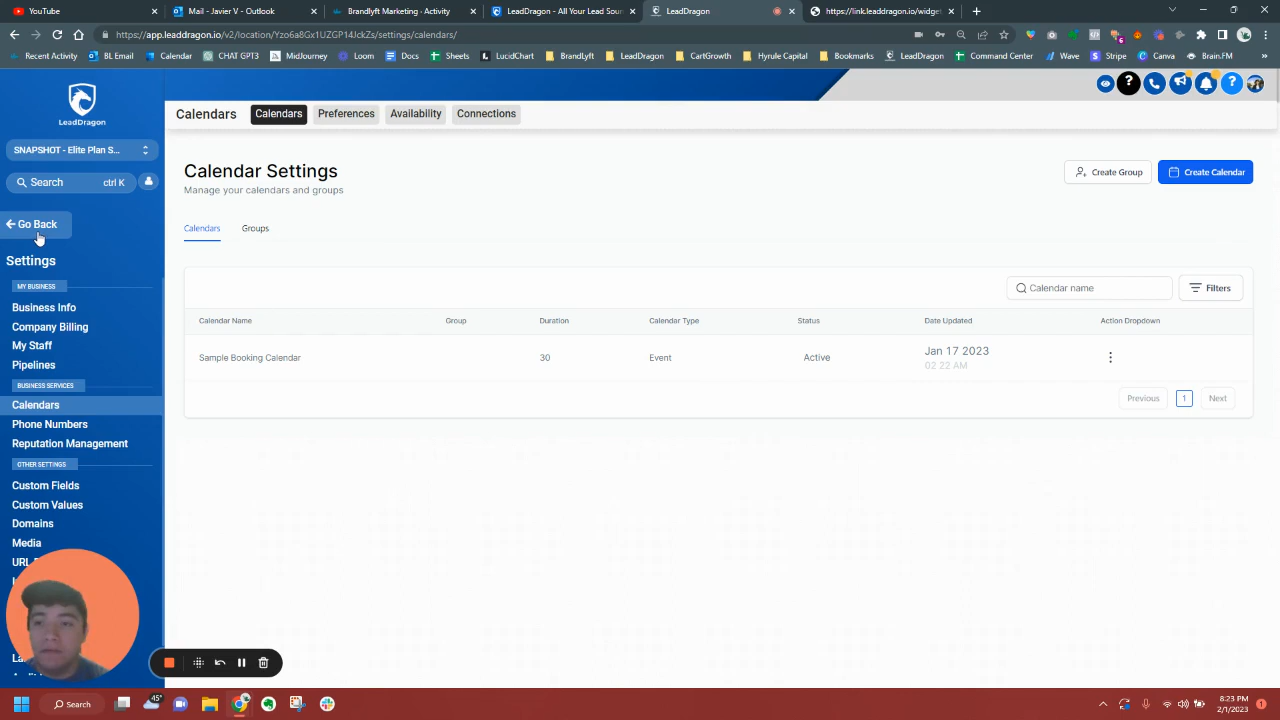 YouTube
Mail - Javier V - Outlook
Brandlyft Marketing - Activity
LeadDragon - All Your Lead Sour
LeadDragon
https://link.leaddragon.io/widget
https://app.leaddragon.io/v2/location/Yzo6a8Gx1UZGP14JckZs/settings/calendars/
Recent Activity
BL Email
Calendar
CHAT GPT3
MidJourney
Loom
Docs
Sheets
LucidChart
BrandLyft
LeadDragon
CartGrowth
Hyrule Capital
Bookmarks
LeadDragon
Command Center
Wave
Stripe
Canva
Brain.FM
LeadDragon
SNAPSHOT - Elite Plan S...
Search ctrl K
Go Back
Settings
MY BUSINESS
Business Info
Company Billing
My Staff
Pipelines
BUSINESS SERVICES
Calendars
Phone Numbers
Reputation Management
OTHER SETTINGS
Custom Fields
Custom Values
Domains
Media
URL
Calendars Calendars Preferences Availability Connections
Calendar Settings
Manage your calendars and groups
Create Group
Create Calendar
Calendars Groups
Calendar name
Filters
Calendar Name Group Duration Calendar Type Status Date Updated Action Dropdown
Sample Booking Calendar 30 Event Active Jan 17 2023
02 22 AM
Previous 1 Next
45°
Search
8:23 PM
2/1/2023
1